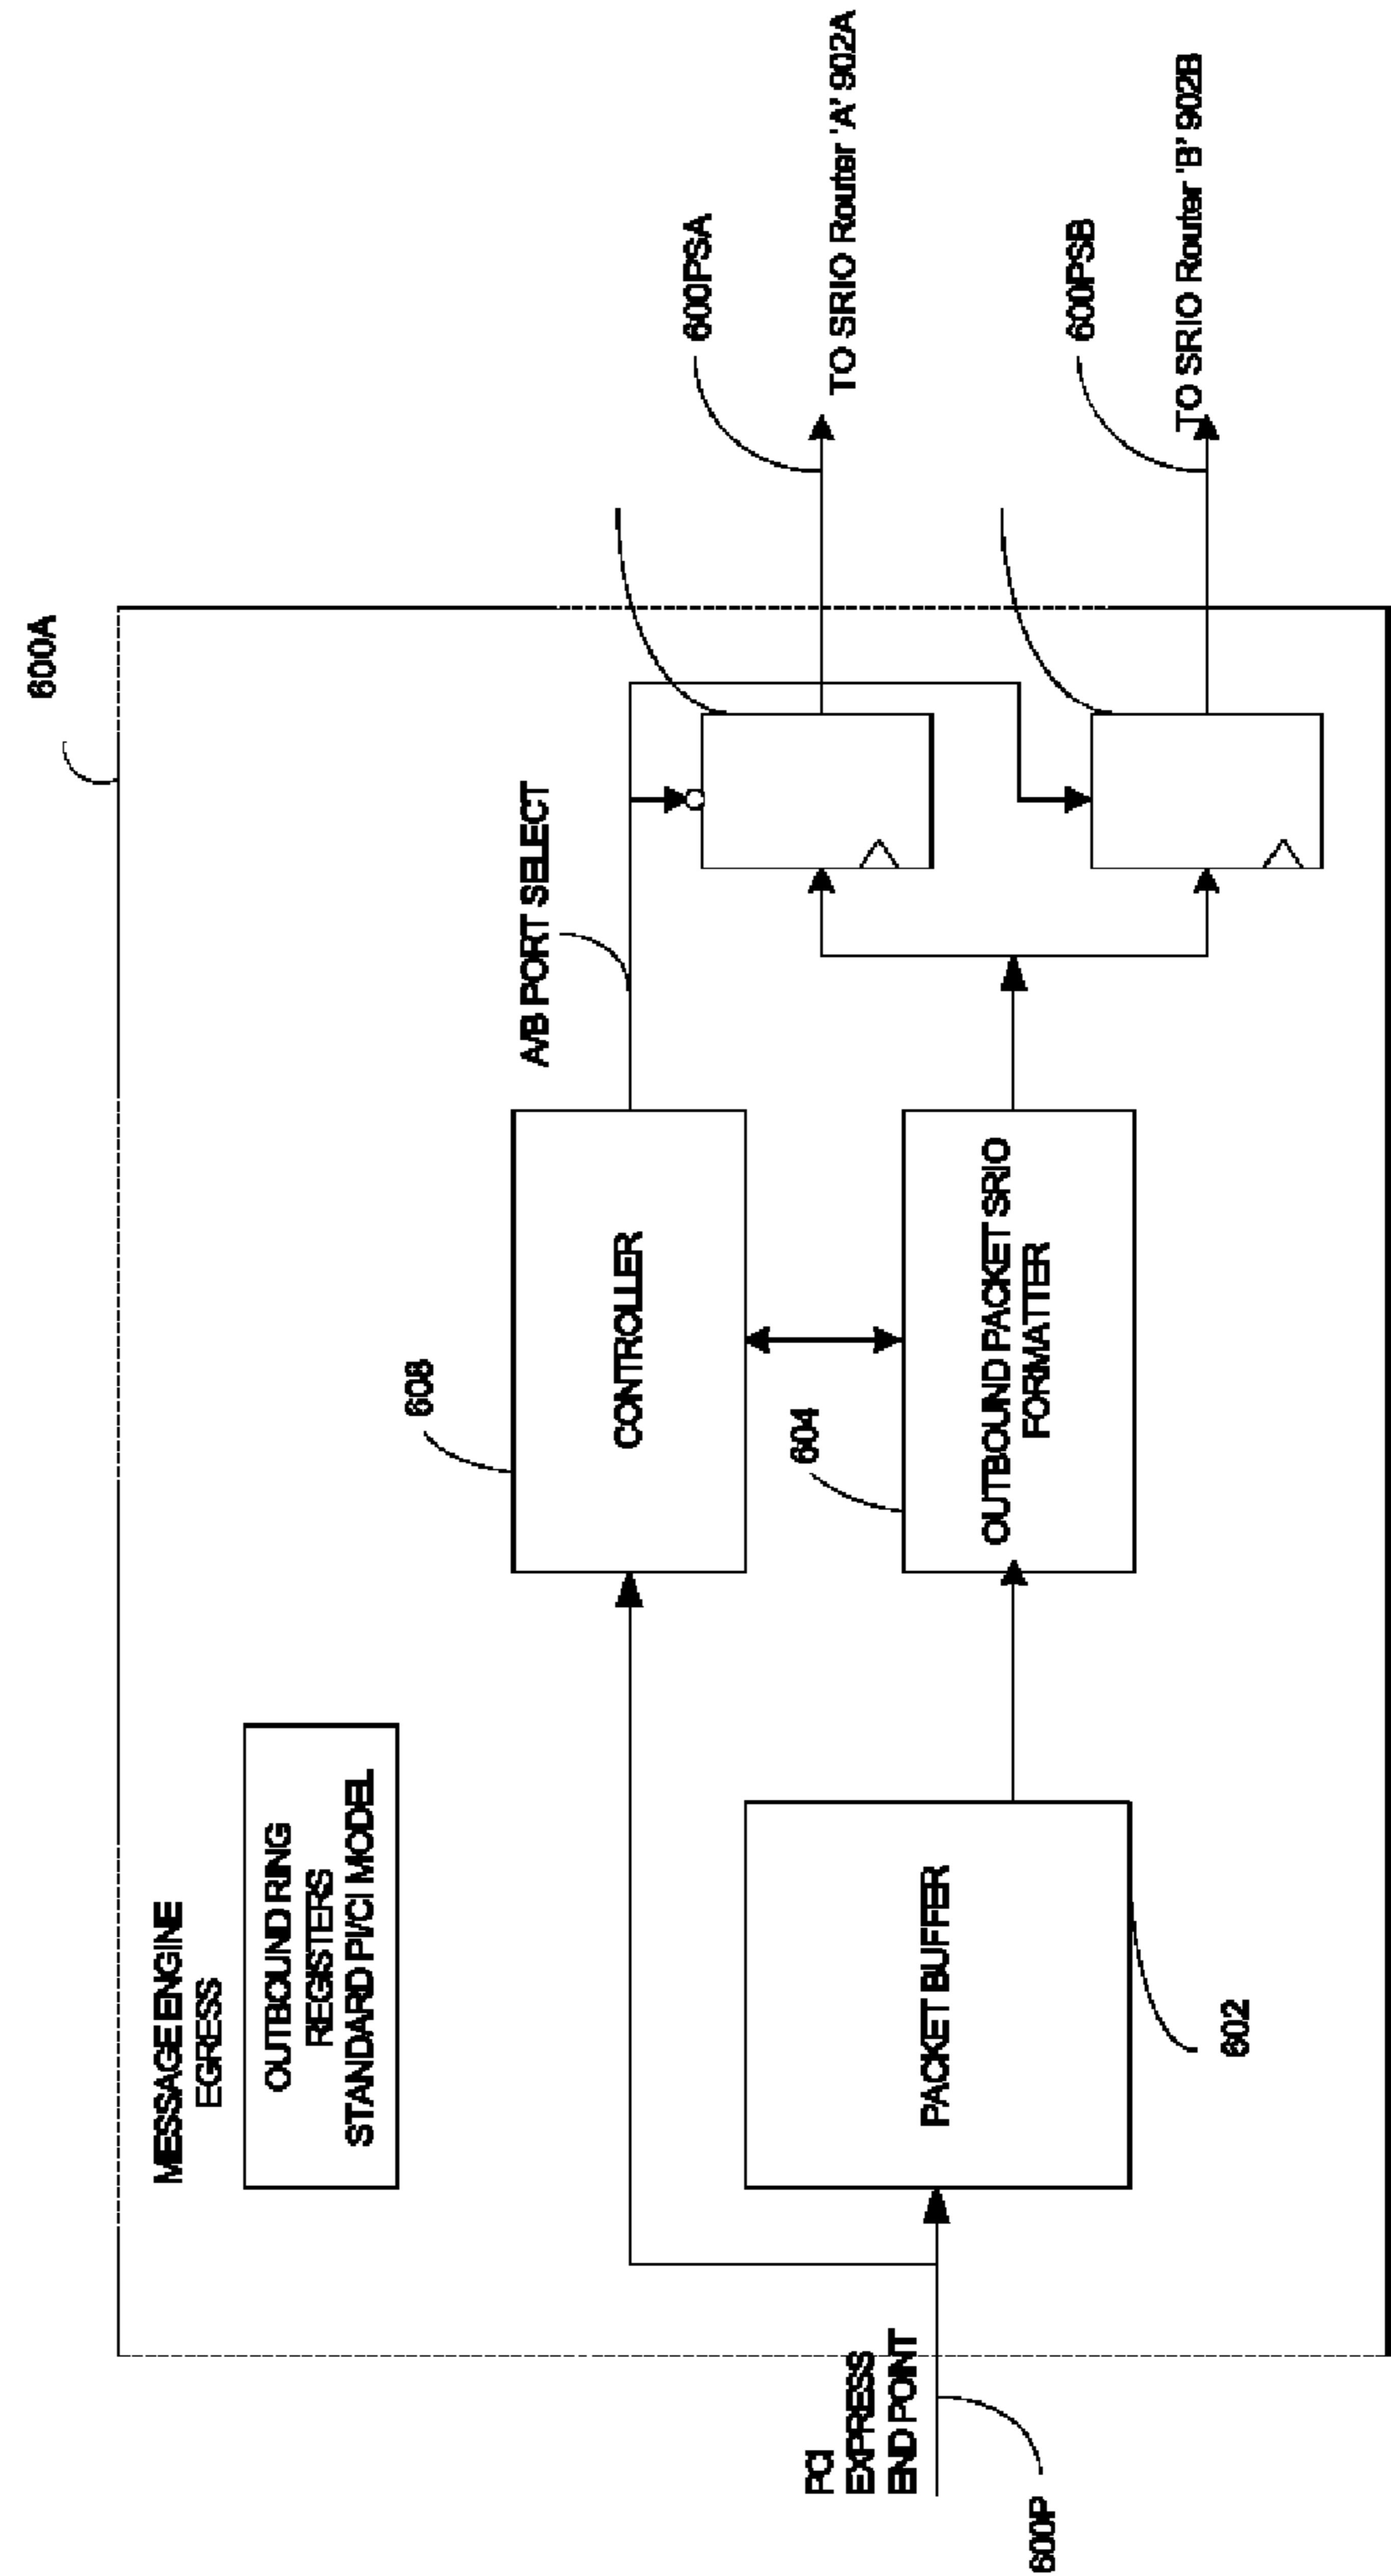 600A
MESSAGE ENGINE
EGRESS
OUTBOUND RING
REGISTERS
STANDARD PI/CI MODEL
608
CONTROLLER
A/B PORT SELECT
600PSA
TO SRIO Router 'A' 902A
PCI
EXPRESS
END POINT
600P
PACKET BUFFER
602
604
OUTBOUND PACKET SRIO
FORMATTER
600PSB
TO SRIO Router 'B' 902B